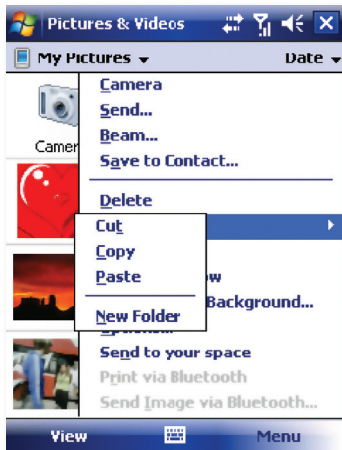 Pictures & Videos
My Pictures
Date
Camera
Send...
Beam...
Save to Contact...
Delete
Cut
Copy
Paste
New Folder
Background...
Send to your space
Print via Bluetooth
Send Image via Bluetooth...
View
Menu